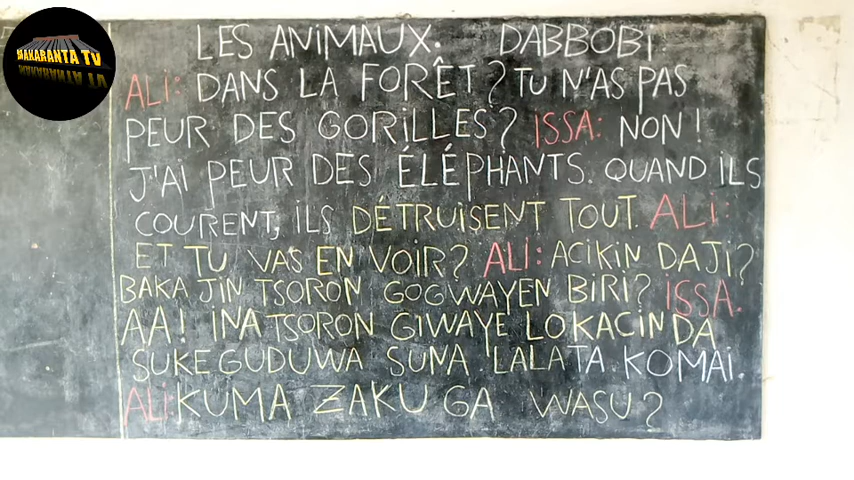 MAKARANTA TV
LES ANiMAUX. DABBOBi.
ALi: DANS LA FORÊT? TU N'AS PAS
PEUR DES GORiLLES? iSSA: NON!
J'Ai PEUR DES ÉLÉPHANTS. QUAND iLS
COURENT, iLS DÉTRUiSENT TOUT. ALi:
ET TU VAS EN VOiR? ALi: ACiKiN DAJi?
BAKA JiN TSORON GOGWAYEN BiRi? iSSA.
AA! iNA TSORON GiWAYE LOKACiN DA
SUKE GUDUWA SUNA LALATA KOMAi.
ALi: KUMA ZAKU GA WASU?